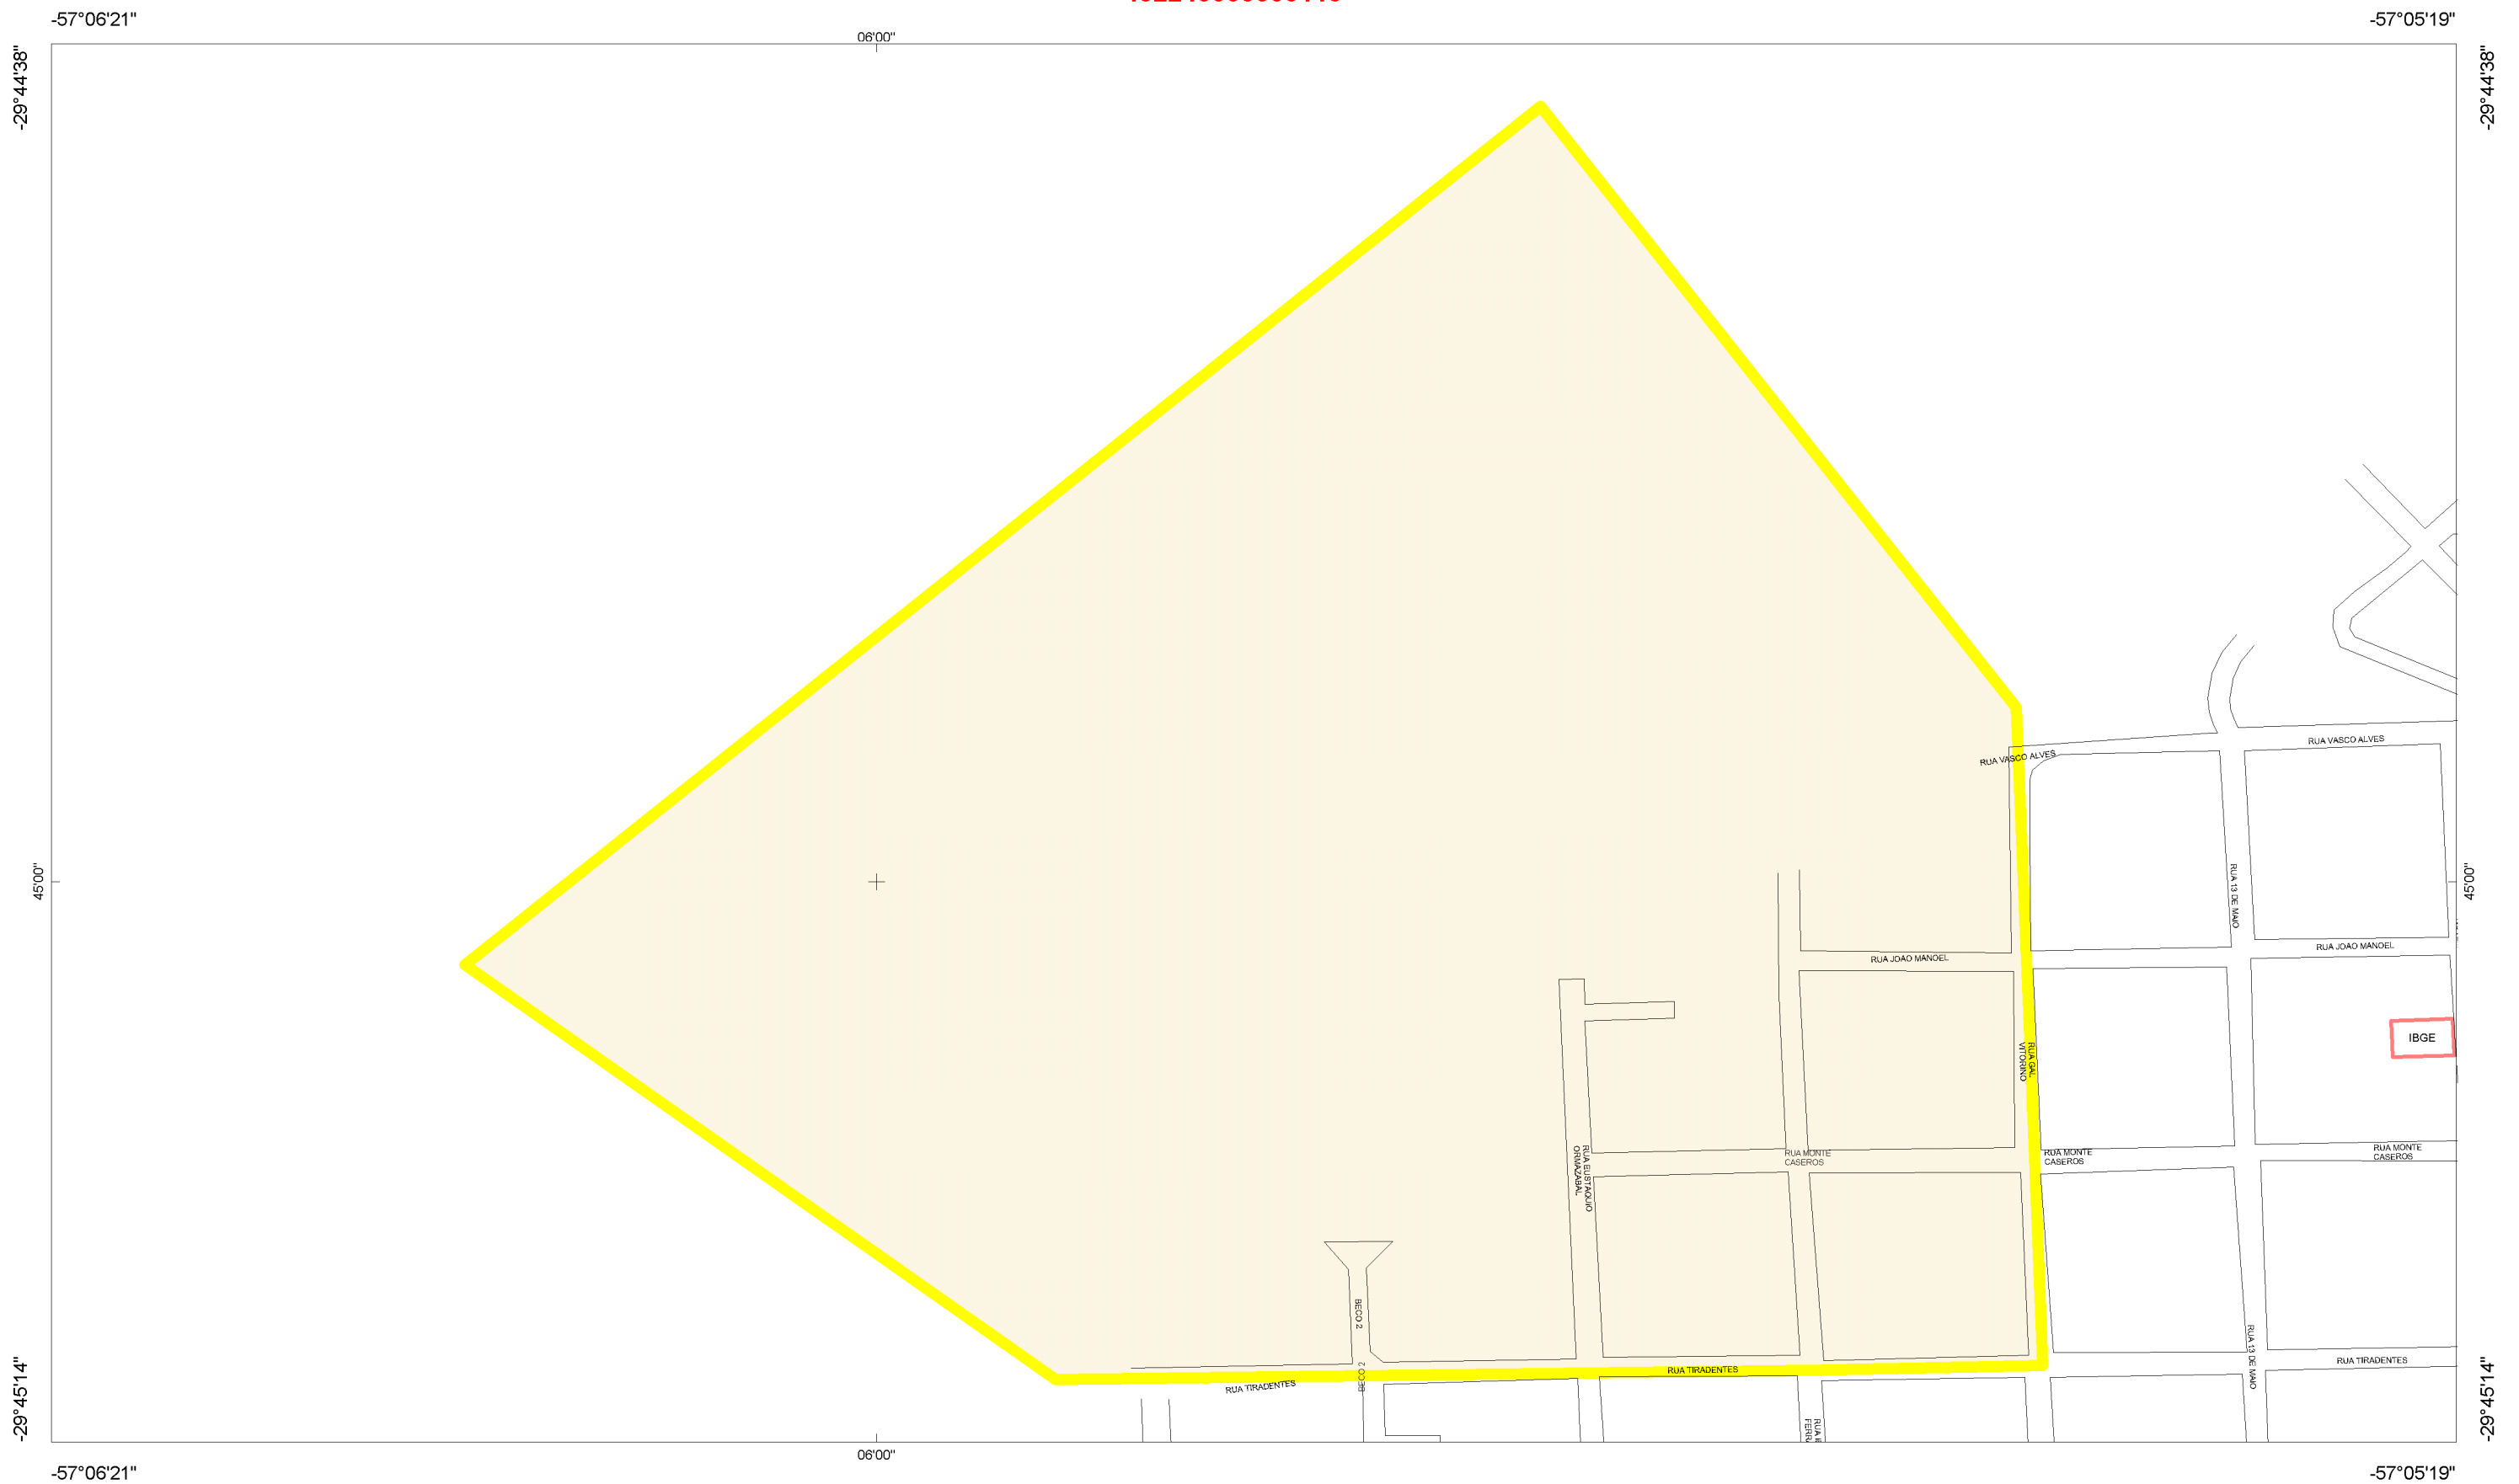 -57°06'21"
-57°05'19"
06'00"
-29°44'38"
-29°44'38"
RUA VASCO ALVES
RUA VASCO ALVES
45'00"
45'00"
RUA 13 DE MAIO
RUA JOAO MANOEL
RUA JOAO MANOEL
IBGE
RUA GAL
VITORINO
RUA MONTE
CASEROS
RUA MONTE
CASEROS
RUA MONTE
CASEROS
RUA EUSTAQUIO
ORMAZABAL
BECO 2
BECO 2
RUA TIRADENTES
RUA TIRADENTES
RUA TIRADENTES
RUA 13 DE MAIO
-29°45'14"
-29°45'14"
06'00"
-57°06'21"
-57°05'19"